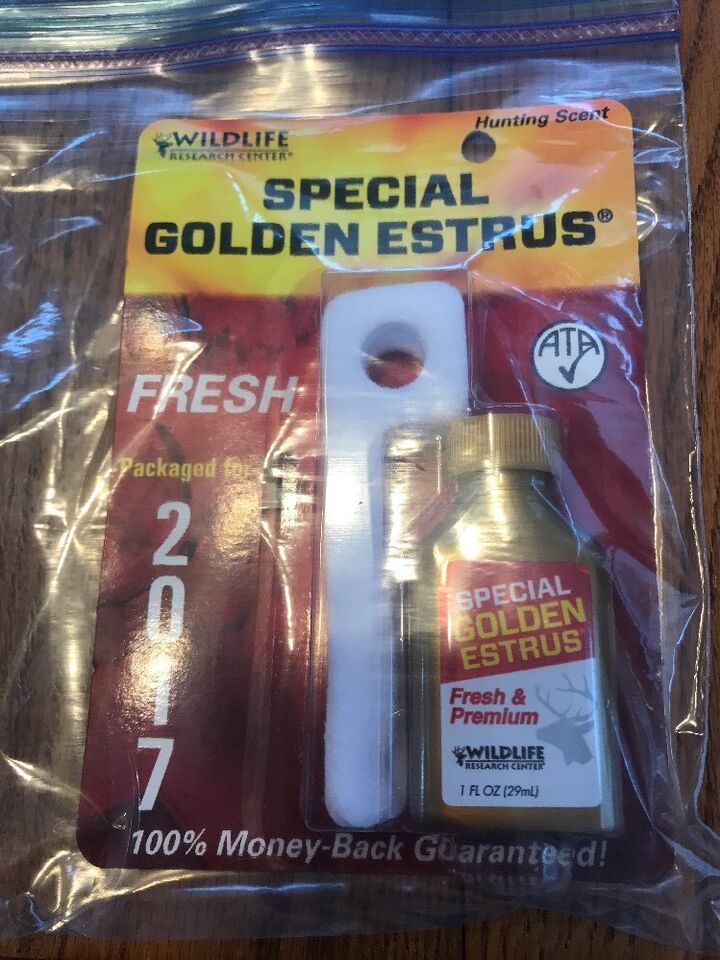 WILDLIFE
RESEARCH CENTER®
Hunting Scent
SPECIAL
GOLDEN ESTRUS®
ATA
FRESH
Packaged for
2
0
1
7
SPECIAL
GOLDEN
ESTRUS
Fresh &
Premium
WILDLIFE
RESEARCH CENTER
1 FL OZ (29mL)
100% Money-Back Guaranteed!